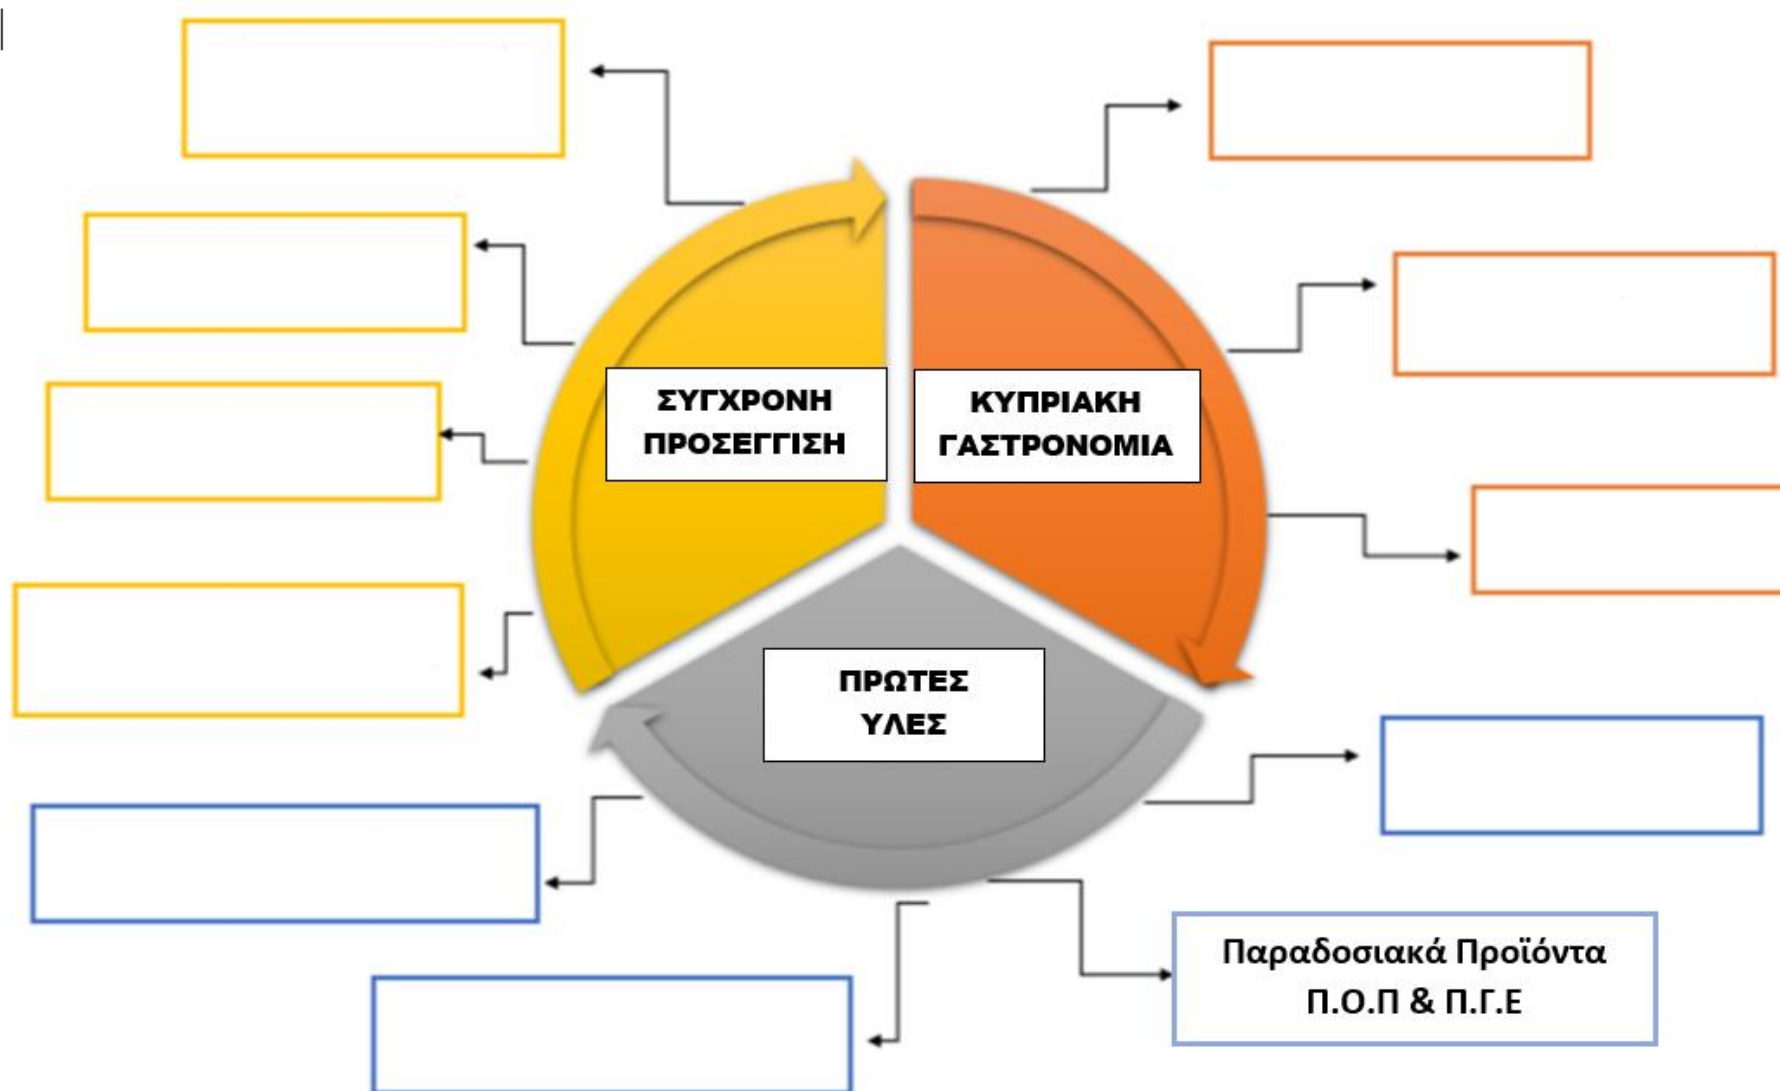 ΣΥΓΧΡΟΝΗ
ΠΡΟΣΕΓΓΙΣΗ
ΚΥΠΡΙΑΚΗ
ΓΑΣΤΡΟΝΟΜΙΑ
ΠΡΩΤΕΣ
ΥΛΕΣ
Παραδοσιακά Προϊόντα
Π.Ο.Π & Π.Γ.Ε